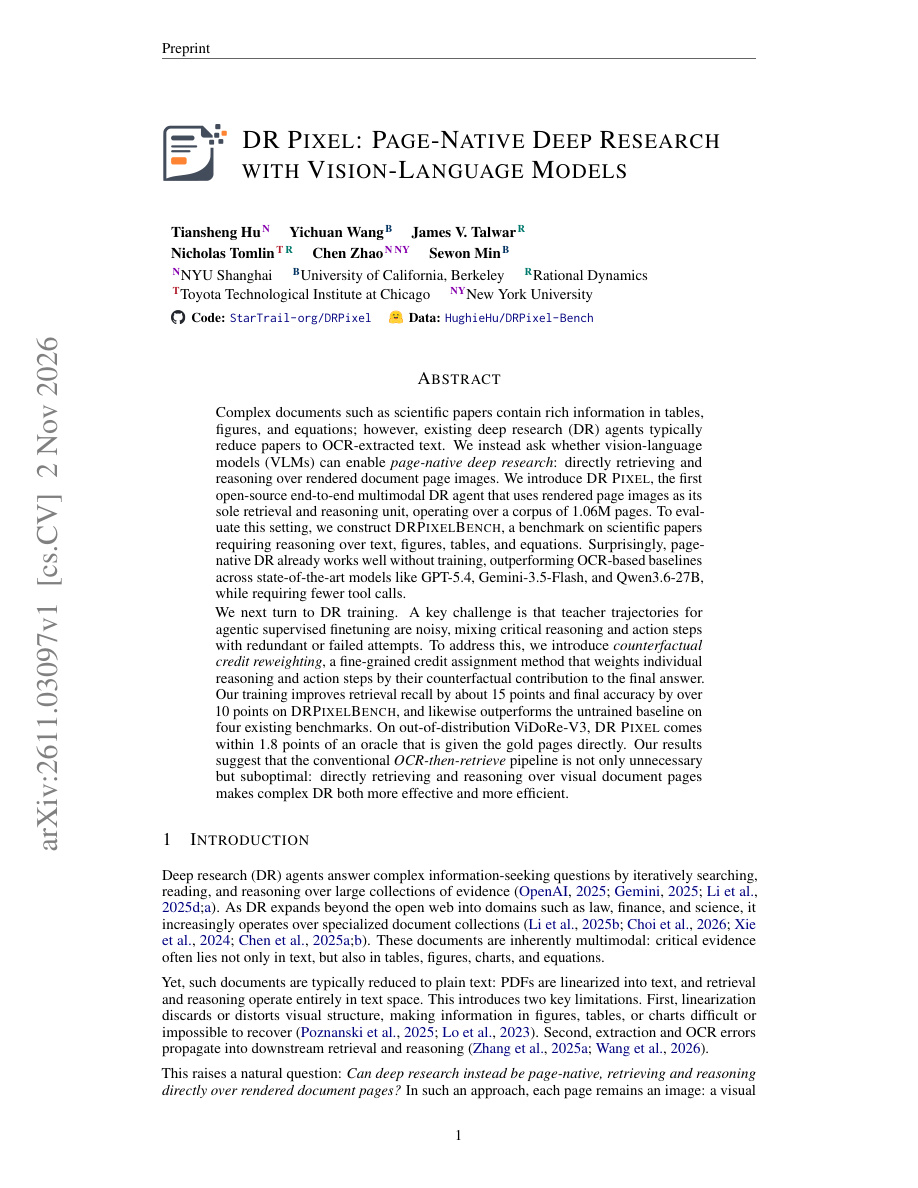 Preprint
DR PIXEL: PAGE-NATIVE DEEP RESEARCH
WITH VISION-LANGUAGE MODELS
Tiansheng Hu N Yichuan Wang B James V. Talwar R
Nicholas Tomlin T R Chen Zhao N NY Sewon Min B
N NYU Shanghai B University of California, Berkeley R Rational Dynamics
T Toyota Technological Institute at Chicago NY New York University
Code: StarTrail-org/DRPixel Data: HughieHu/DRPixel-Bench
ABSTRACT
Complex documents such as scientific papers contain rich information in tables,
figures, and equations; however, existing deep research (DR) agents typically
reduce papers to OCR-extracted text. We instead ask whether vision-language
models (VLMs) can enable page-native deep research: directly retrieving and
reasoning over rendered document page images. We introduce DR PIXEL, the first
open-source end-to-end multimodal DR agent that uses rendered page images as its
sole retrieval and reasoning unit, operating over a corpus of 1.06M pages. To eval-
uate this setting, we construct DRPIXELBENCH, a benchmark on scientific papers
requiring reasoning over text, figures, tables, and equations. Surprisingly, page-
native DR already works well without training, outperforming OCR-based baselines
across state-of-the-art models like GPT-5.4, Gemini-3.5-Flash, and Qwen3.6-27B,
while requiring fewer tool calls.
We next turn to DR training. A key challenge is that teacher trajectories for
agentic supervised finetuning are noisy, mixing critical reasoning and action steps
with redundant or failed attempts. To address this, we introduce counterfactual
credit reweighting, a fine-grained credit assignment method that weights individual
reasoning and action steps by their counterfactual contribution to the final answer.
Our training improves retrieval recall by about 15 points and final accuracy by over
10 points on DRPIXELBENCH, and likewise outperforms the untrained baseline on
four existing benchmarks. On out-of-distribution ViDoRe-V3, DR PIXEL comes
within 1.8 points of an oracle that is given the gold pages directly. Our results
suggest that the conventional OCR-then-retrieve pipeline is not only unnecessary
but suboptimal: directly retrieving and reasoning over visual document pages
makes complex DR both more effective and more efficient.
1 INTRODUCTION
Deep research (DR) agents answer complex information-seeking questions by iteratively searching,
reading, and reasoning over large collections of evidence (OpenAI, 2025; Gemini, 2025; Li et al.,
2025d;a). As DR expands beyond the open web into domains such as law, finance, and science, it
increasingly operates over specialized document collections (Li et al., 2025b; Choi et al., 2026; Xie
et al., 2024; Chen et al., 2025a;b). These documents are inherently multimodal: critical evidence
often lies not only in text, but also in tables, figures, charts, and equations.
Yet, such documents are typically reduced to plain text: PDFs are linearized into text, and retrieval
and reasoning operate entirely in text space. This introduces two key limitations. First, linearization
discards or distorts visual structure, making information in figures, tables, or charts difficult or
impossible to recover (Poznanski et al., 2025; Lo et al., 2023). Second, extraction and OCR errors
propagate into downstream retrieval and reasoning (Zhang et al., 2025a; Wang et al., 2026).
This raises a natural question: Can deep research instead be page-native, retrieving and reasoning
directly over rendered document pages? In such an approach, each page remains an image: a visual
1
arXiv:2611.03097v1 [cs.CV] 2 Nov 2026